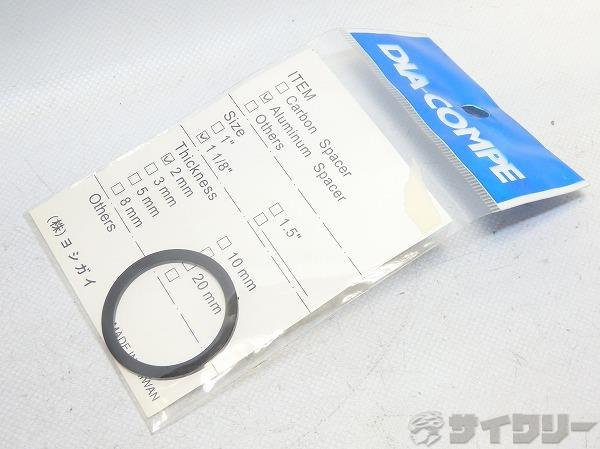 DIA-COMPE
ITEM
☐ Carbon Spacer
☑ Aluminum Spacer
☐ Others
Size
☐ 1"
☑ 1 1/8" ☐ 1.5"
☐
Thickness
☑ 2 mm
☐ 3 mm ☐ 10 mm
☐ 5 mm ☐ 20 mm
☐ 8 mm ☐
Others
(株)ヨシガイ
MADE IN TAIWAN
サイクリー